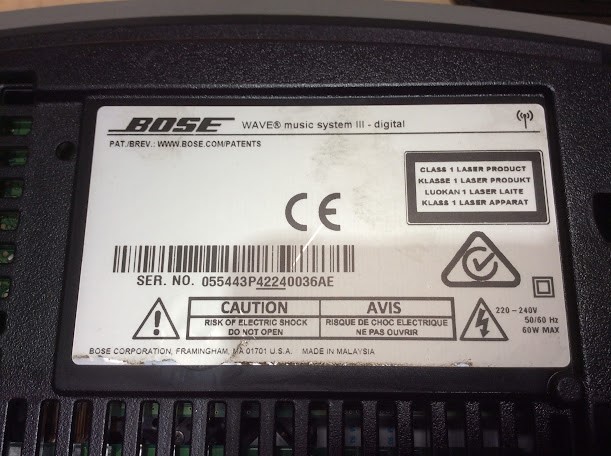 BOSE WAVE® music system III - digital
PAT./BREV.: WWW.BOSE.COM/PATENTS
CLASS 1 LASER PRODUCT
KLASSE 1 LASER PRODUKT
LUOKAN 1 LASER LAITE
KLASS 1 LASER APPARAT
CE
SER. NO. 055443P42240036AE
CAUTION
RISK OF ELECTRIC SHOCK
DO NOT OPEN
AVIS
RISQUE DE CHOC ELECTRIQUE
NE PAS OUVRIR
220 - 240V
50/60 Hz
60W MAX
BOSE CORPORATION, FRAMINGHAM, MA 01701 U.S.A. MADE IN MALAYSIA